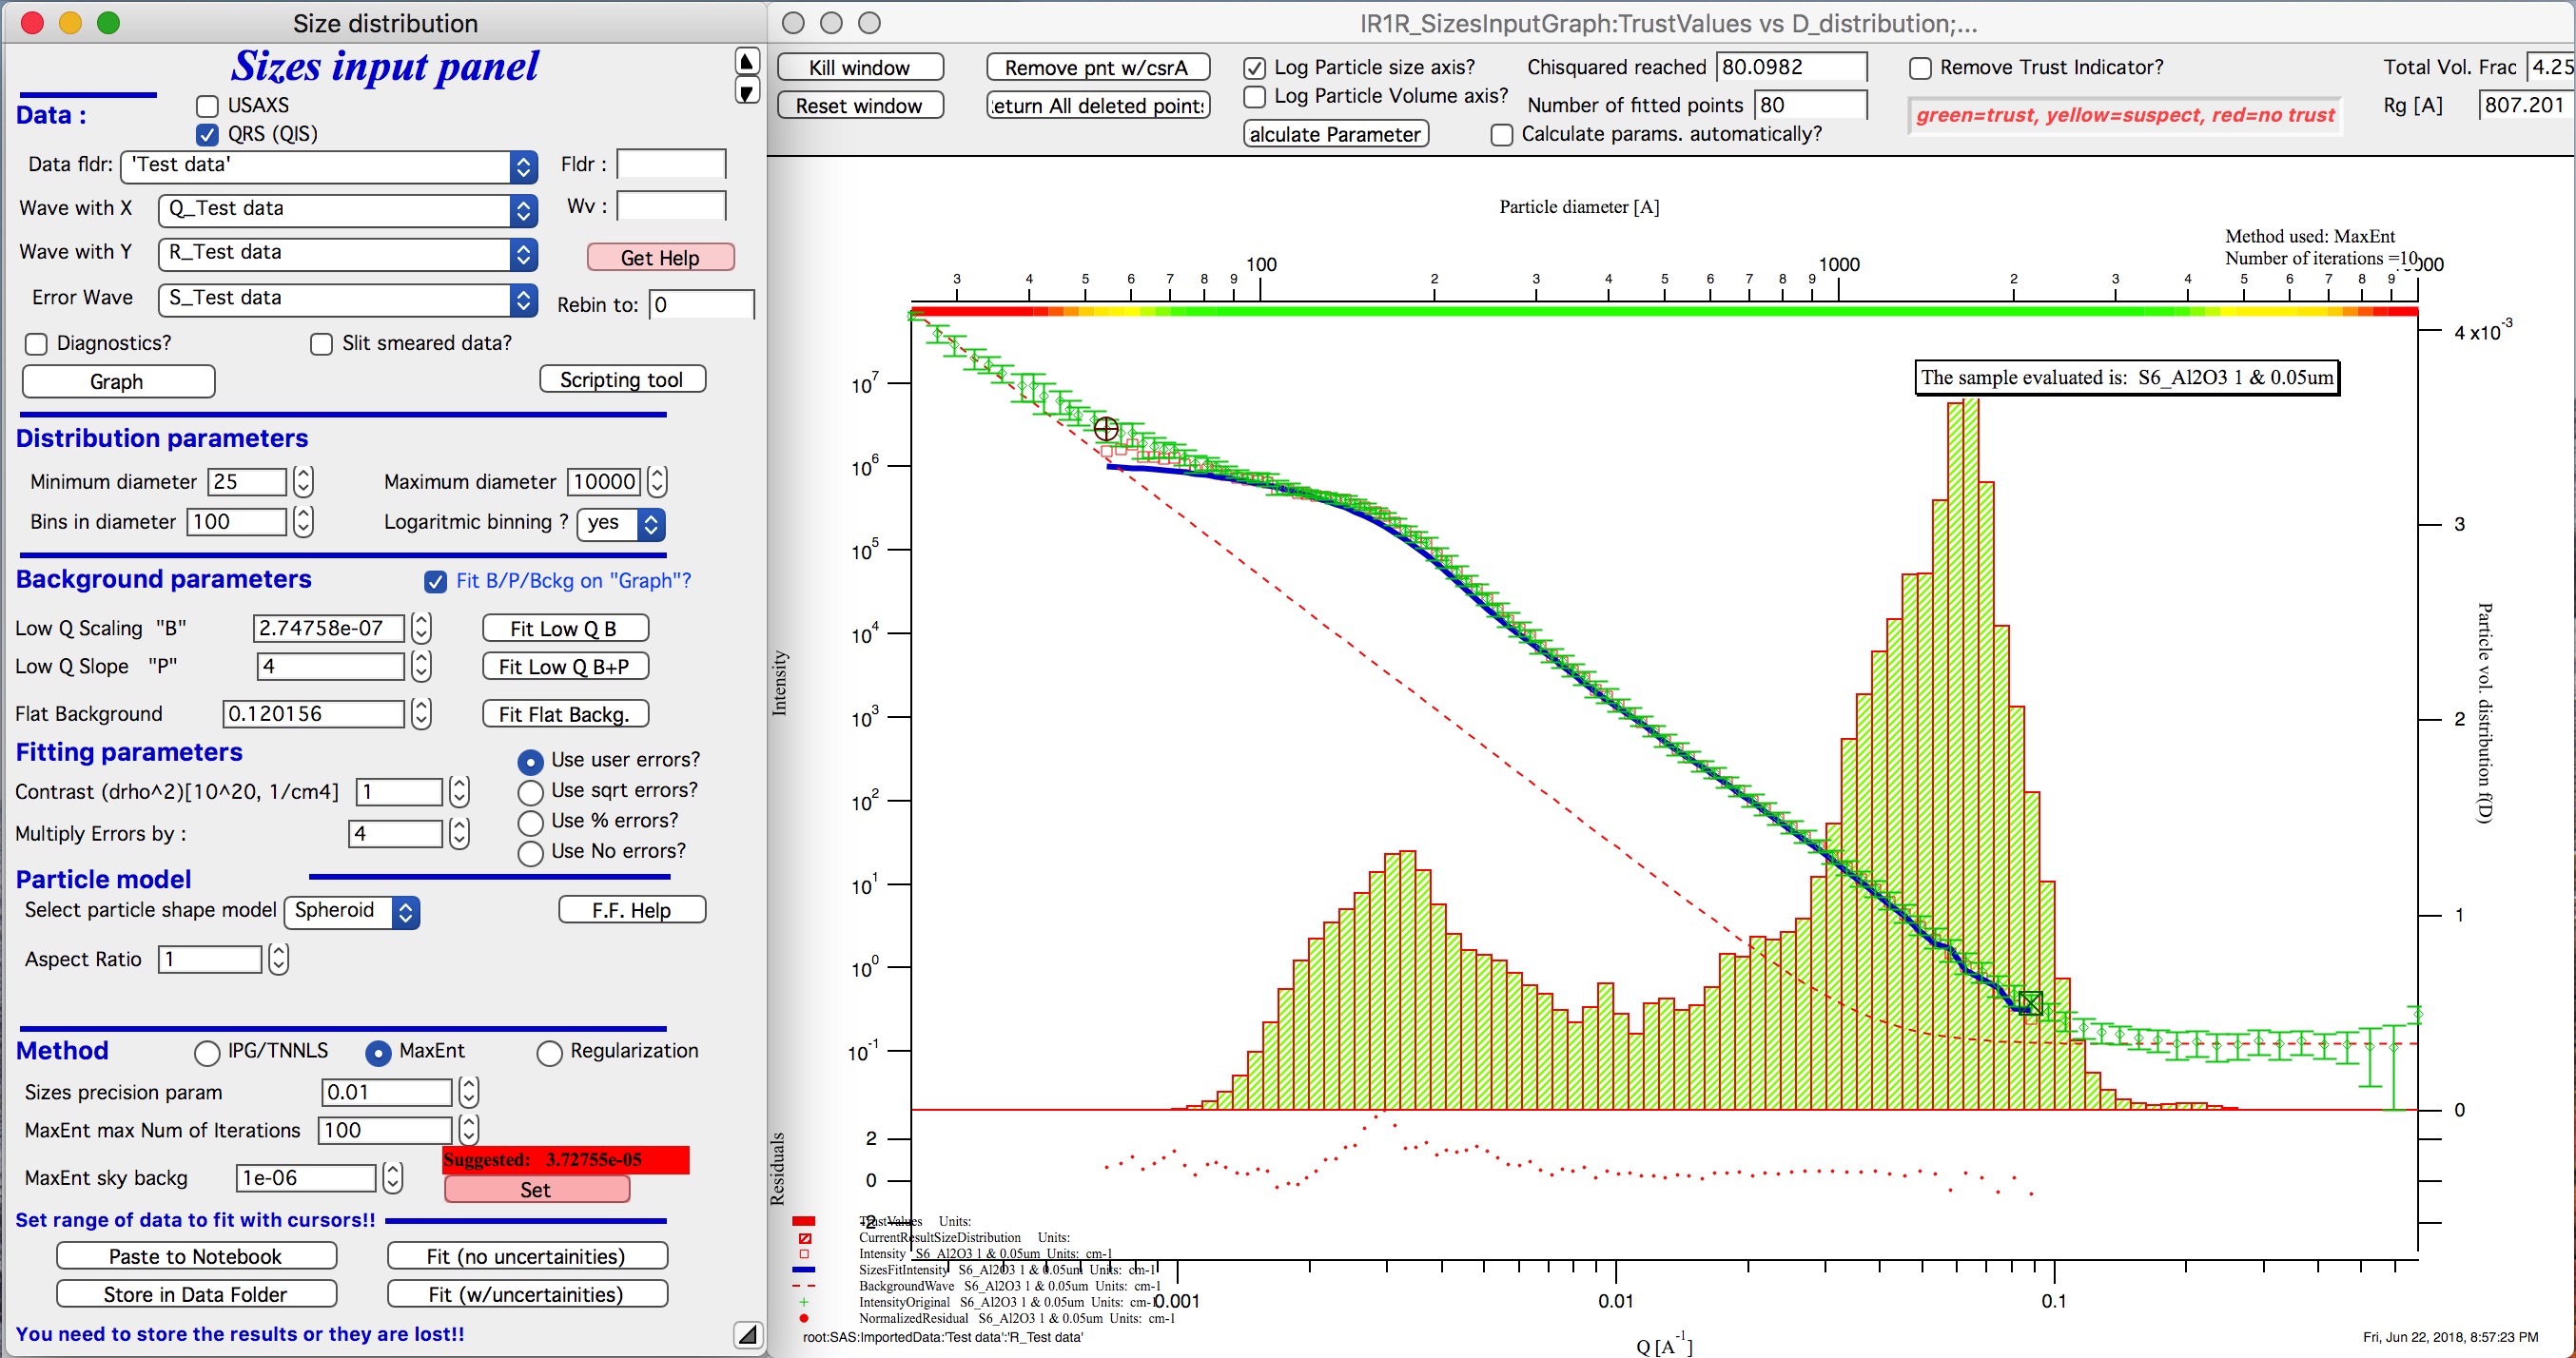 Size distribution
Sizes input panel
Data :
USAXS
QRS (QIS)
Data fldr: 'Test data' Fldr :
Wave with X Q_Test data Wv :
Wave with Y R_Test data Get Help
Error Wave S_Test data Rebin to: 0
Diagnostics? Slit smeared data?
Graph Scripting tool
Distribution parameters
Minimum diameter 25 Maximum diameter 10000
Bins in diameter 100 Logaritmic binning ? yes
Background parameters Fit B/P/Bckg on "Graph"?
Low Q Scaling "B" 2.74758e-07 Fit Low Q B
Low Q Slope "P" 4 Fit Low Q B+P
Flat Background 0.120156 Fit Flat Backg.
Fitting parameters
Use user errors?
Contrast (drho^2)[10^20, 1/cm4] 1 Use sqrt errors?
Multiply Errors by : 4 Use % errors?
Use No errors?
Particle model
Select particle shape model Spheroid F.F. Help
Aspect Ratio 1
Method IPG/TNNLS MaxEnt Regularization
Sizes precision param 0.01
MaxEnt max Num of Iterations 100
Suggested: 3.72755e-05
MaxEnt sky backg 1e-06 Set
Set range of data to fit with cursors!!
Paste to Notebook Fit (no uncertainities)
Store in Data Folder Fit (w/uncertainities)
You need to store the results or they are lost!!
IR1R_SizesInputGraph:TrustValues vs D_distribution;...
Kill window Remove pnt w/csrA Log Particle size axis? Chisquared reached 80.0982 Remove Trust Indicator? Total Vol. Frac 4.25
Reset window eturn All deleted point Log Particle Volume axis? Number of fitted points 80 green=trust, yellow=suspect, red=no trust Rg [A] 807.201
alculate Parameter Calculate params. automatically?
Particle diameter [A]
Method used: MaxEnt
Number of iterations =10
100 1000 000
3 4 5 6 7 8 9 2 3 4 5 6 7 8 9 2 3 4 5 6 7 8 9
4 x10-3
The sample evaluated is: S6_Al2O3 1 & 0.05um
10^7
10^6
10^5
10^4
10^3
10^2
10^1
10^0
10^-1
Intensity
3
2
1
0
Particle vol. distribution f(D)
2
0
-2
Residuals
TrustValues Units:
CurrentResultSizeDistribution Units:
Intensity S6_Al2O3 1 & 0.05um Units: cm-1
SizesFitIntensity S6_Al2O3 1 & 0.05um Units: cm-1
BackgroundWave S6_Al2O3 1 & 0.05um Units: cm-1
IntensityOriginal S6_Al2O3 1 & 0.05um Units: cm-1
NormalizedResidual S6_Al2O3 1 & 0.05um Units: cm-1
0.001 0.01 0.1
root:SAS:ImportedData:'Test data':'R_Test data'
Q [A-1]
Fri, Jun 22, 2018, 8:57:23 PM